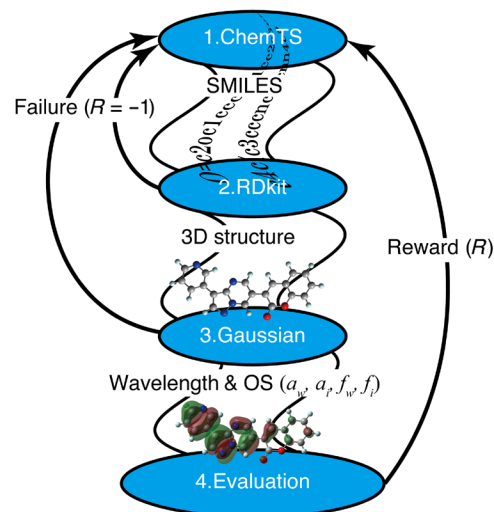 1.ChemTS
SMILES
Failure (R = −1)
2.RDkit
3D structure
Reward (R)
3.Gaussian
Wavelength & OS (a_w, a_i, f_w, f_i)
4.Evaluation